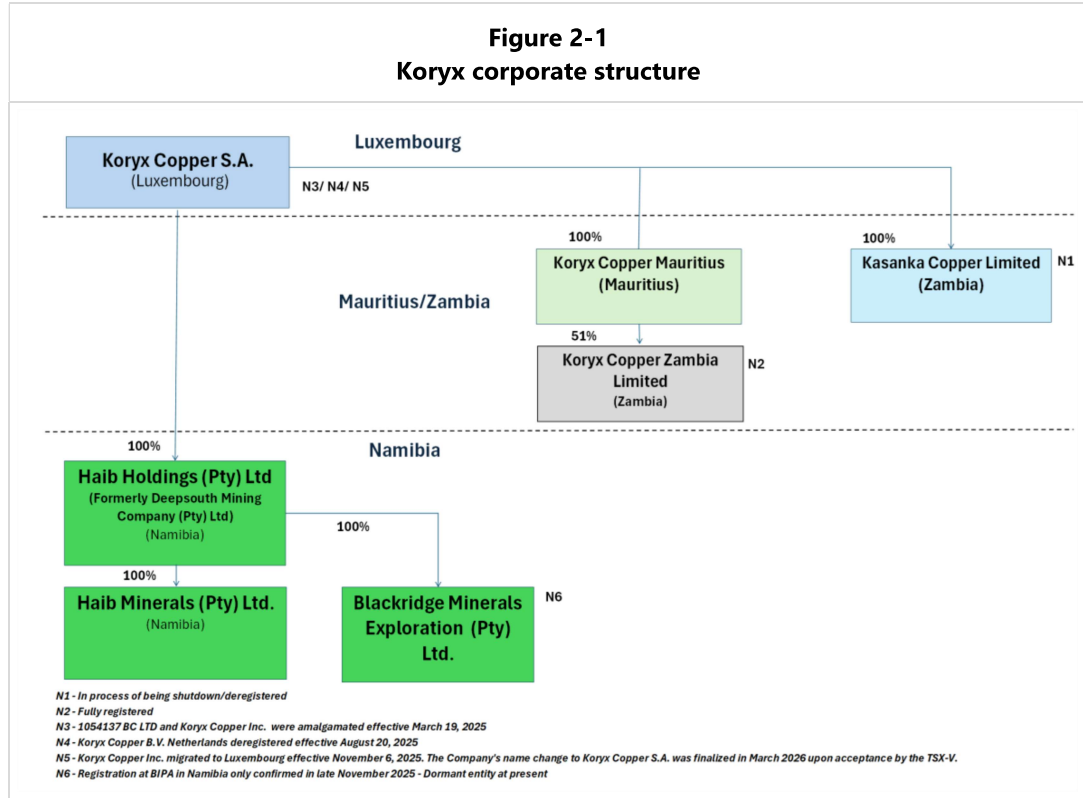 Figure 2-1
Koryx corporate structure
Luxembourg
Koryx Copper S.A.
(Luxembourg)
N3/ N4/ N5
100%
100%
Koryx Copper Mauritius
(Mauritius)
Kasanka Copper Limited
(Zambia)
N1
Mauritius/Zambia
51%
Koryx Copper Zambia
Limited
(Zambia)
N2
Namibia
100%
Haib Holdings (Pty) Ltd
(Formerly Deepsouth Mining
Company (Pty) Ltd)
(Namibia)
100%
100%
Haib Minerals (Pty) Ltd.
(Namibia)
Blackridge Minerals
Exploration (Pty)
Ltd.
N6
N1 - In process of being shutdown/deregistered
N2 - Fully registered
N3 - 1054137 BC LTD and Koryx Copper Inc. were amalgamated effective March 19, 2025
N4 - Koryx Copper B.V. Netherlands deregistered effective August 20, 2025
N5 - Koryx Copper Inc. migrated to Luxembourg effective November 6, 2025. The Company's name change to Koryx Copper S.A. was finalized in March 2026 upon acceptance by the TSX-V.
N6 - Registration at BIPA in Namibia only confirmed in late November 2025 - Dormant entity at present